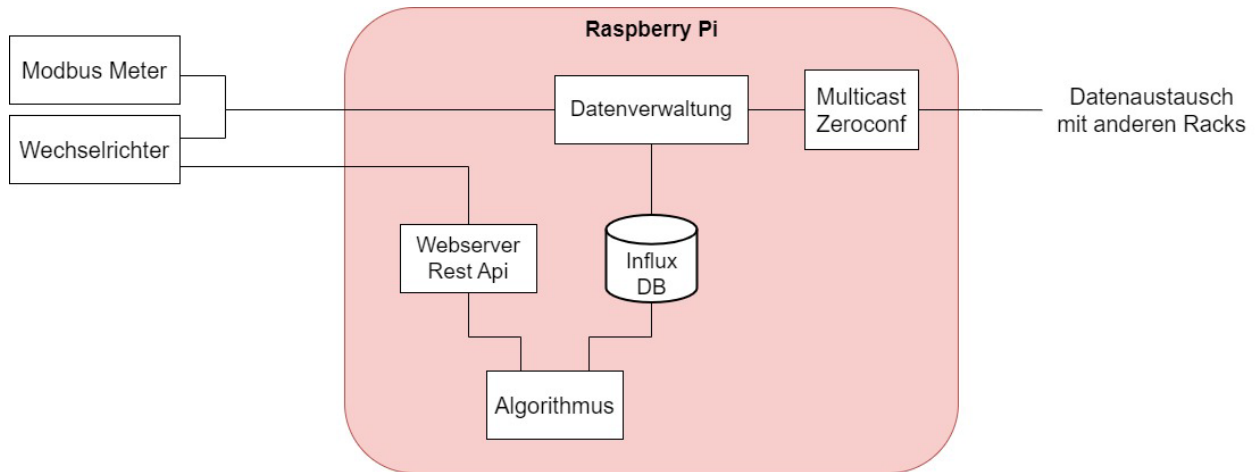 Raspberry Pi
Modbus Meter
Wechselrichter
Datenverwaltung
Multicast
Zeroconf
Datenaustausch
mit anderen Racks
Webserver
Rest Api
Influx
DB
Algorithmus